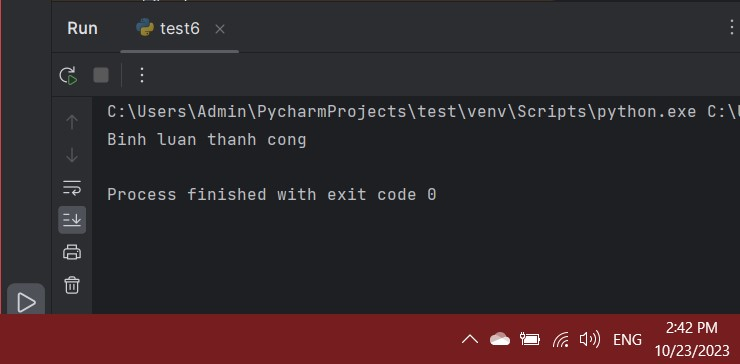 Run
test6
C:\Users\Admin\PycharmProjects\test\venv\Scripts\python.exe C:\
Binh luan thanh cong
Process finished with exit code 0
ENG
2:42 PM
10/23/2023